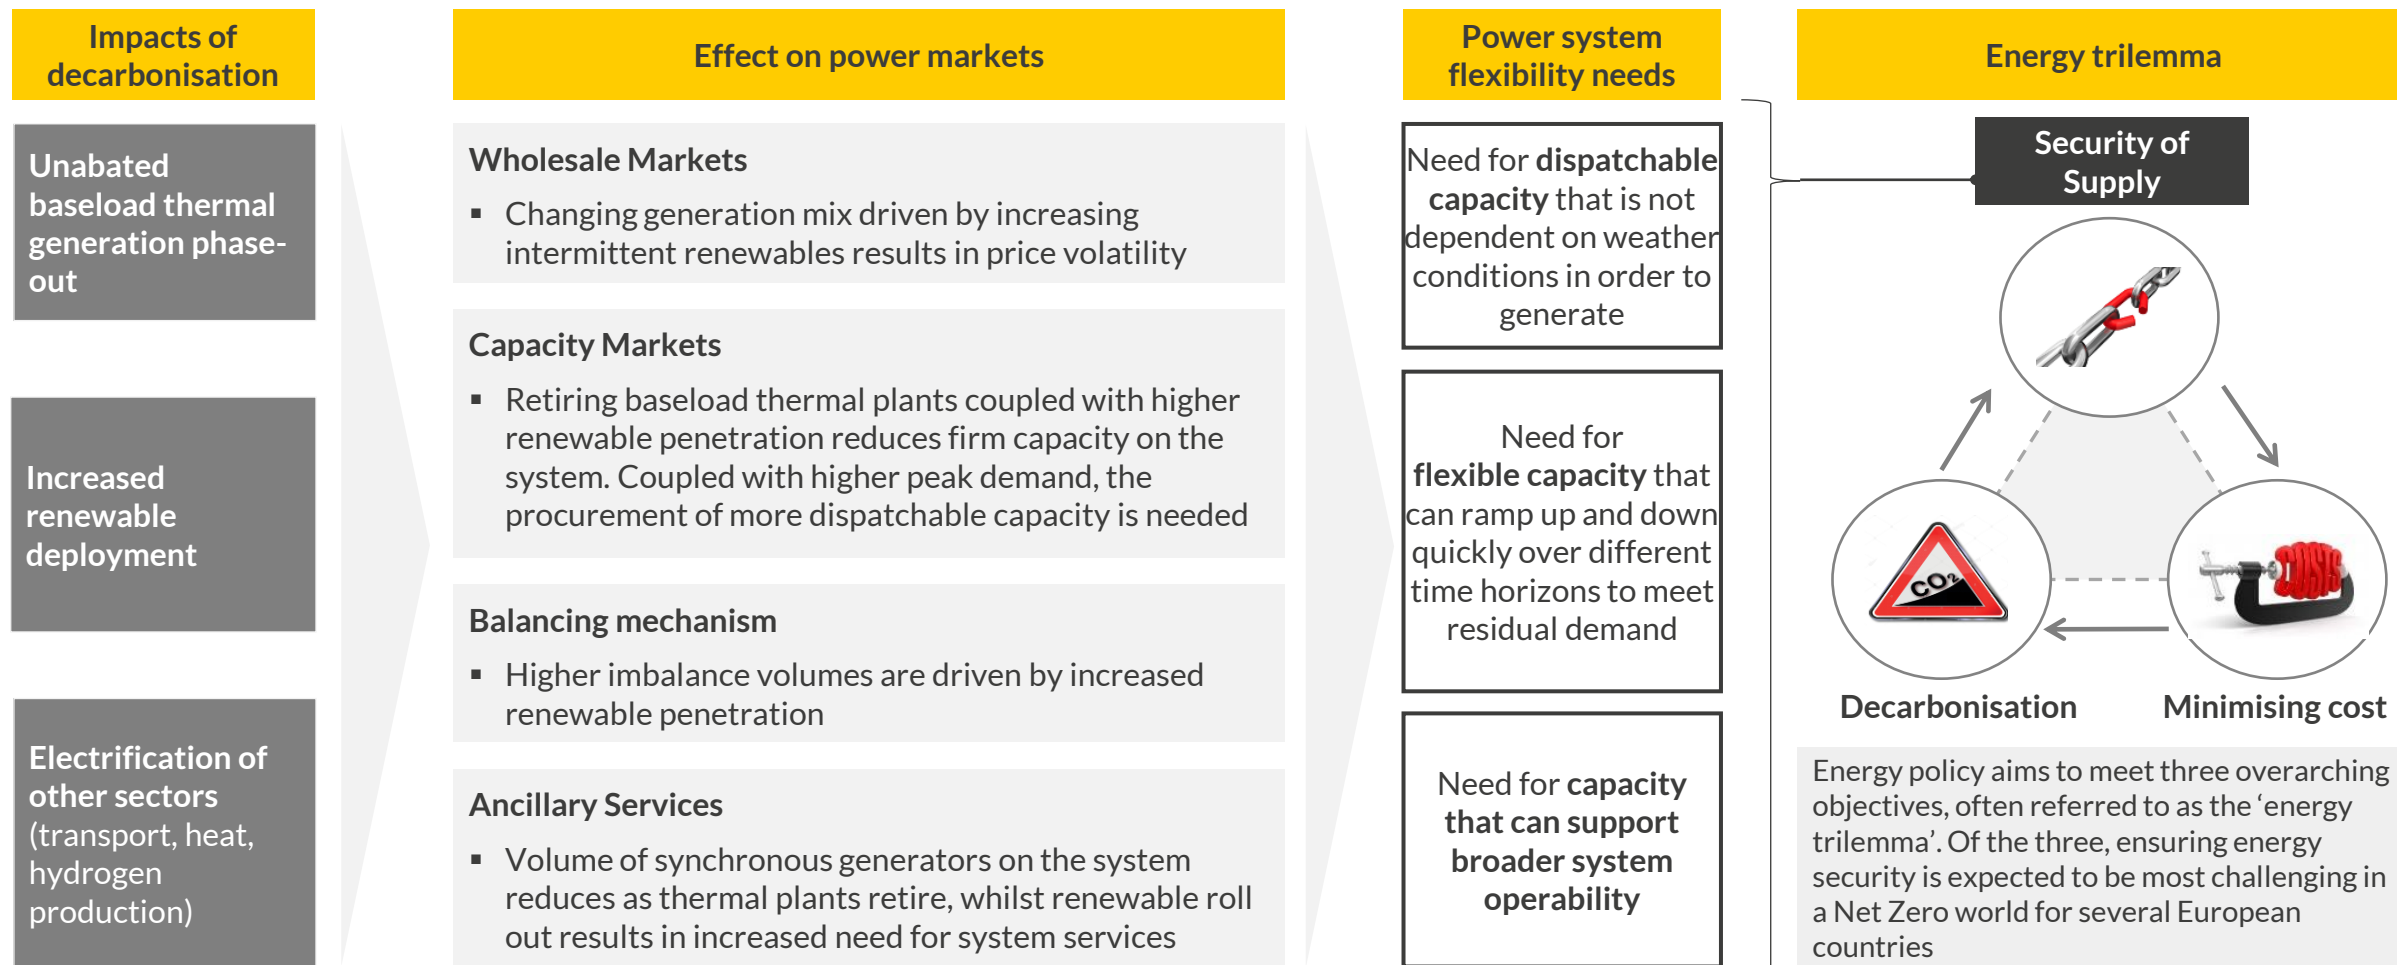 Impacts of
decarbonisation
Unabated
baseload thermal
generation phase-
out
Increased
renewable
deployment
Electrification of
other sectors
(transport, heat,
hydrogen
production)
Effect on power markets
Wholesale Markets
▪ Changing generation mix driven by increasing
intermittent renewables results in price volatility
Capacity Markets
▪ Retiring baseload thermal plants coupled with higher
renewable penetration reduces firm capacity on the
system. Coupled with higher peak demand, the
procurement of more dispatchable capacity is needed
Balancing mechanism
▪ Higher imbalance volumes are driven by increased
renewable penetration
Ancillary Services
▪ Volume of synchronous generators on the system
reduces as thermal plants retire, whilst renewable roll
out results in increased need for system services
Power system
flexibility needs
Need for dispatchable
capacity that is not
dependent on weather
conditions in order to
generate
Need for
flexible capacity that
can ramp up and down
quickly over different
time horizons to meet
residual demand
Need for capacity
that can support
broader system
operability
Energy trilemma
Security of
Supply
CO2
COSTS
Decarbonisation
Minimising cost
Energy policy aims to meet three overarching
objectives, often referred to as the ‘energy
trilemma’. Of the three, ensuring energy
security is expected to be most challenging in
a Net Zero world for several European
countries